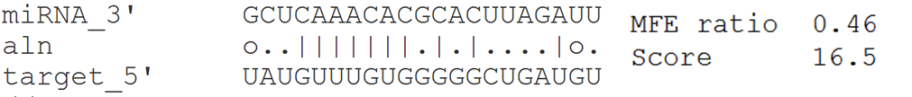 miRNA_3' GCUCAAACACGCACUUAGAUU
aln o..|||||||.|.|....|o.
target_5' UAUGUUUGUGGGGGCUGAUGU
MFE ratio 0.46
Score 16.5